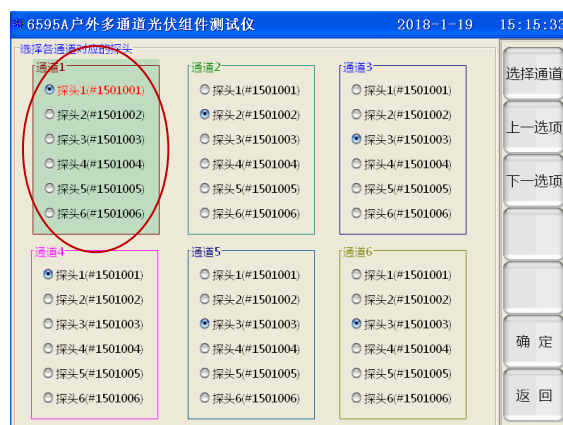 6595A户外多通道光伏组件测试仪 2018-1-19 15:15:33
选择各通道对应的探头
通道1 通道2 通道3
探头1(#1501001) 探头1(#1501001) 探头1(#1501001)
探头2(#1501002) 探头2(#1501002) 探头2(#1501002)
探头3(#1501003) 探头3(#1501003) 探头3(#1501003)
探头4(#1501004) 探头4(#1501004) 探头4(#1501004)
探头5(#1501005) 探头5(#1501005) 探头5(#1501005)
探头6(#1501006) 探头6(#1501006) 探头6(#1501006)
通道4 通道5 通道6
探头1(#1501001) 探头1(#1501001) 探头1(#1501001)
探头2(#1501002) 探头2(#1501002) 探头2(#1501002)
探头3(#1501003) 探头3(#1501003) 探头3(#1501003)
探头4(#1501004) 探头4(#1501004) 探头4(#1501004)
探头5(#1501005) 探头5(#1501005) 探头5(#1501005)
探头6(#1501006) 探头6(#1501006) 探头6(#1501006)
选择通道
上一选项
下一选项
确 定
返 回